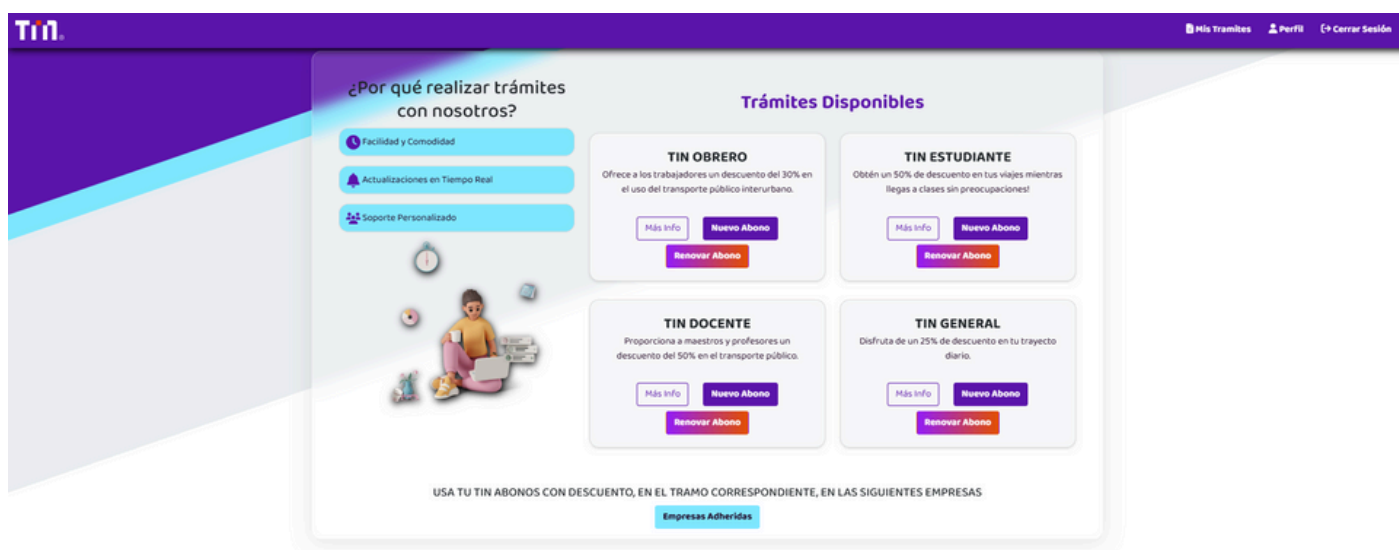 Tin.
Mis Tramites
Perfil
Cerrar Sesión
¿Por qué realizar trámites
con nosotros?
Facilidad y Comodidad
Actualizaciones en Tiempo Real
Soporte Personalizado
Trámites Disponibles
TIN OBRERO
Ofrece a los trabajadores un descuento del 30% en
el uso del transporte público interurbano.
Más Info
Nuevo Abono
Renovar Abono
TIN ESTUDIANTE
Obtén un 50% de descuento en tus viajes mientras
llegas a clases sin preocupaciones!
Más Info
Nuevo Abono
Renovar Abono
TIN DOCENTE
Proporciona a maestros y profesores un
descuento del 50% en el transporte público.
Más Info
Nuevo Abono
Renovar Abono
TIN GENERAL
Disfruta de un 25% de descuento en tu trayecto
diario.
Más Info
Nuevo Abono
Renovar Abono
USA TU TIN ABONOS CON DESCUENTO, EN EL TRAMO CORRESPONDIENTE, EN LAS SIGUIENTES EMPRESAS
Empresas Adheridas